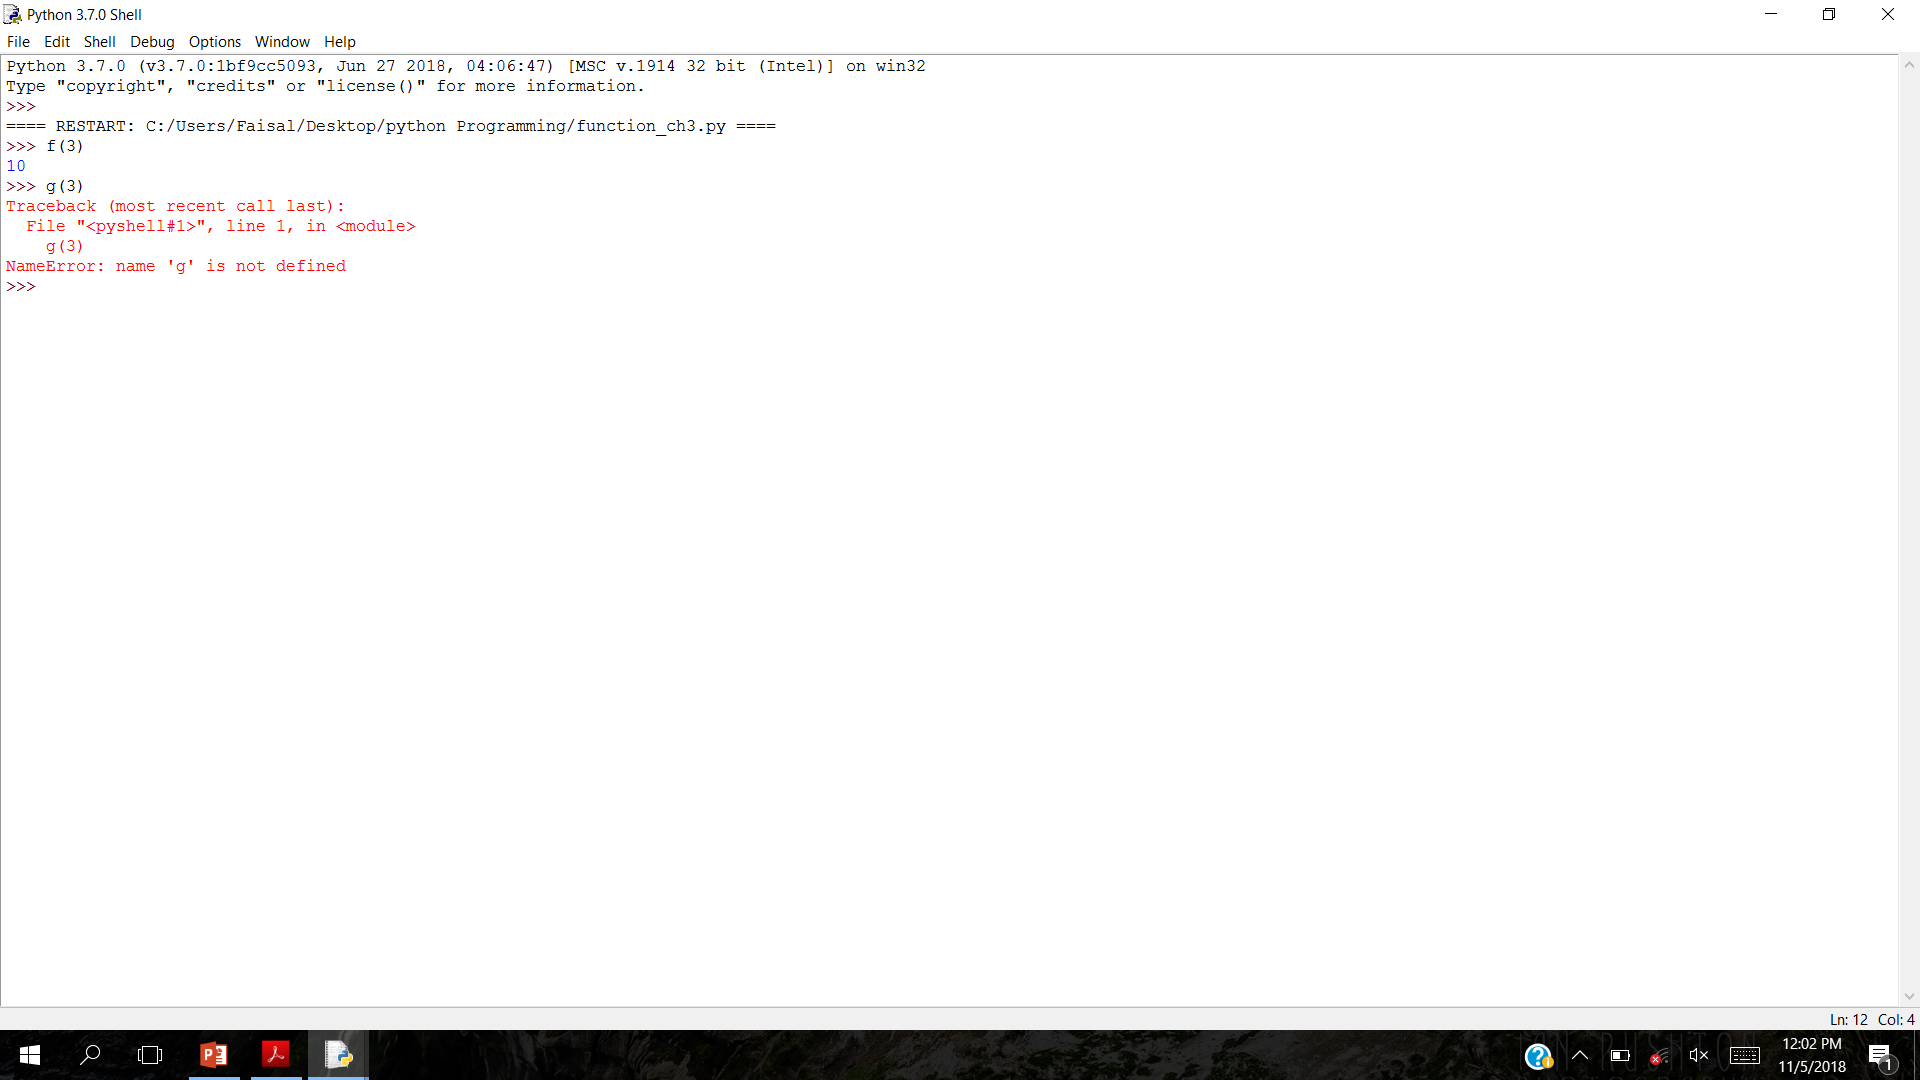 Python 3.7.0 Shell
File Edit Shell Debug Options Window Help
Python 3.7.0 (v3.7.0:1bf9cc5093, Jun 27 2018, 04:06:47) [MSC v.1914 32 bit (Intel)] on win32
Type "copyright", "credits" or "license()" for more information.
>>>
==== RESTART: C:/Users/Faisal/Desktop/python Programming/function_ch3.py ====
>>> f(3)
10
>>> g(3)
Traceback (most recent call last):
  File "<pyshell#1>", line 1, in <module>
    g(3)
NameError: name 'g' is not defined
>>>
Ln: 12 Col: 4
12:02 PM
11/5/2018
1